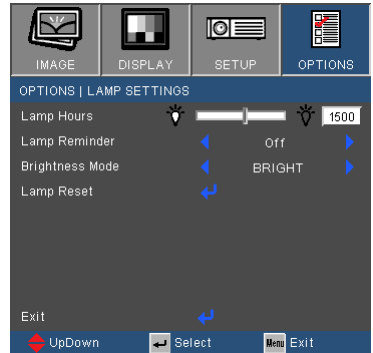 IMAGE DISPLAY SETUP OPTIONS
OPTIONS | LAMP SETTINGS
Lamp Hours 1500
Lamp Reminder Off
Brightness Mode BRIGHT
Lamp Reset
Exit
UpDown Select Menu Exit